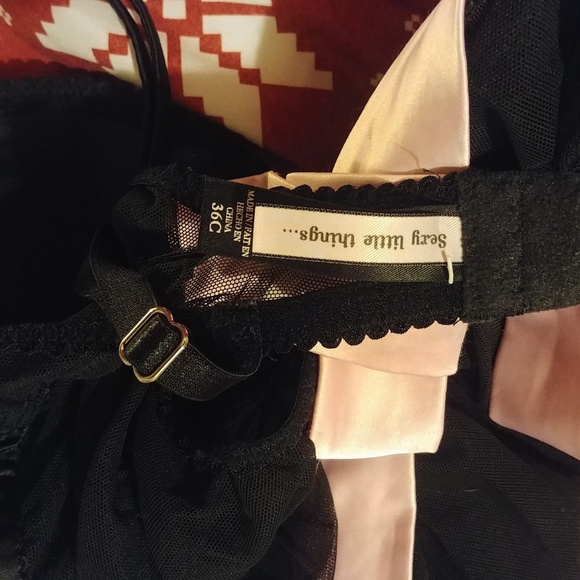 Sexy little things...
36C
MADE IN / FAIT EN
HECHO EN
CHINA